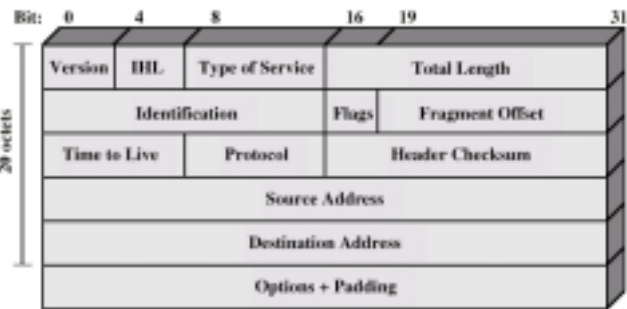 Bit: 0 4 8 16 19 31
Version IHL Type of Service Total Length
Identification Flags Fragment Offset
Time to Live Protocol Header Checksum
Source Address
Destination Address
Options + Padding
20 octets